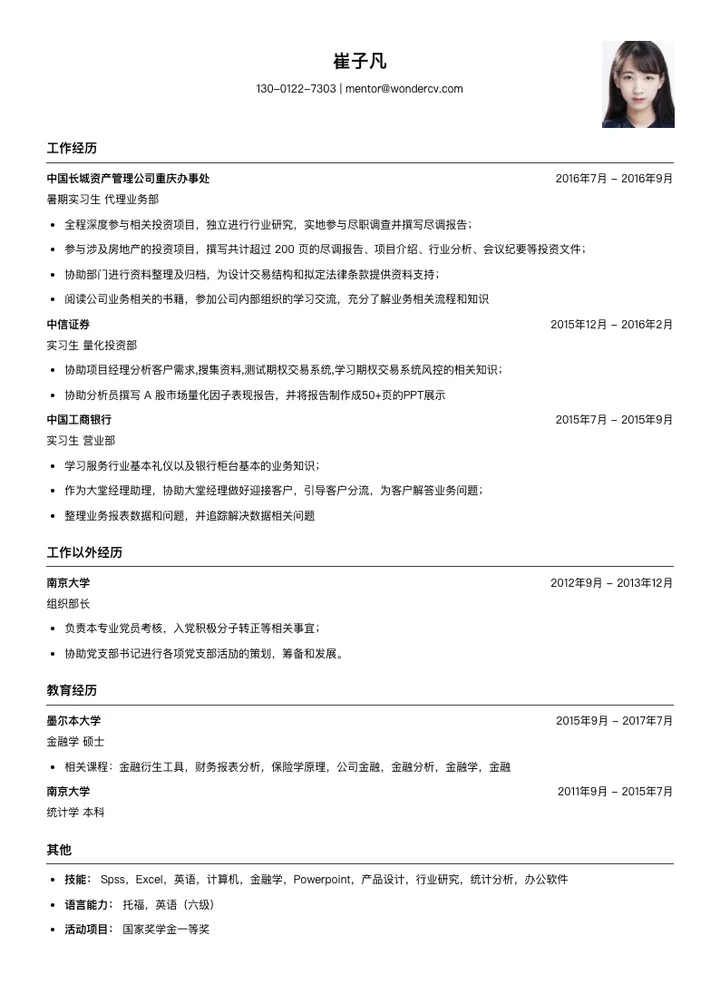 崔子凡
130-0122-7303 | mentor@wondercv.com
工作经历
中国长城资产管理公司重庆办事处 2016年7月 – 2016年9月
暑期实习生 代理业务部
• 全程深度参与相关投资项目，独立进行行业研究，实地参与尽职调查并撰写尽调报告；
• 参与涉及房地产的投资项目，撰写共计超过 200 页的尽调报告、项目介绍、行业分析、会议纪要等投资文件；
• 协助部门进行资料整理及归档，为设计交易结构和拟定法律条款提供资料支持；
• 阅读公司业务相关的书籍，参加公司内部组织的学习交流，充分了解业务相关流程和知识
中信证券 2015年12月 – 2016年2月
实习生 量化投资部
• 协助项目经理分析客户需求,搜集资料,测试期权交易系统,学习期权交易系统风控的相关知识；
• 协助分析员撰写 A 股市场量化因子表现报告，并将报告制作成50+页的PPT展示
中国工商银行 2015年7月 – 2015年9月
实习生 营业部
• 学习服务行业基本礼仪以及银行柜台基本的业务知识；
• 作为大堂经理助理，协助大堂经理做好迎接客户，引导客户分流，为客户解答业务问题；
• 整理业务报表数据和问题，并追踪解决数据相关问题
工作以外经历
南京大学 2012年9月 – 2013年12月
组织部长
• 负责本专业党员考核，入党积极分子转正等相关事宜；
• 协助党支部书记进行各项党支部活励的策划，筹备和发展。
教育经历
墨尔本大学 2015年9月 – 2017年7月
金融学 硕士
• 相关课程：金融衍生工具，财务报表分析，保险学原理，公司金融，金融分析，金融学，金融
南京大学 2011年9月 – 2015年7月
统计学 本科
其他
• 技能： Spss，Excel，英语，计算机，金融学，Powerpoint，产品设计，行业研究，统计分析，办公软件
• 语言能力： 托福，英语（六级）
• 活动项目： 国家奖学金一等奖